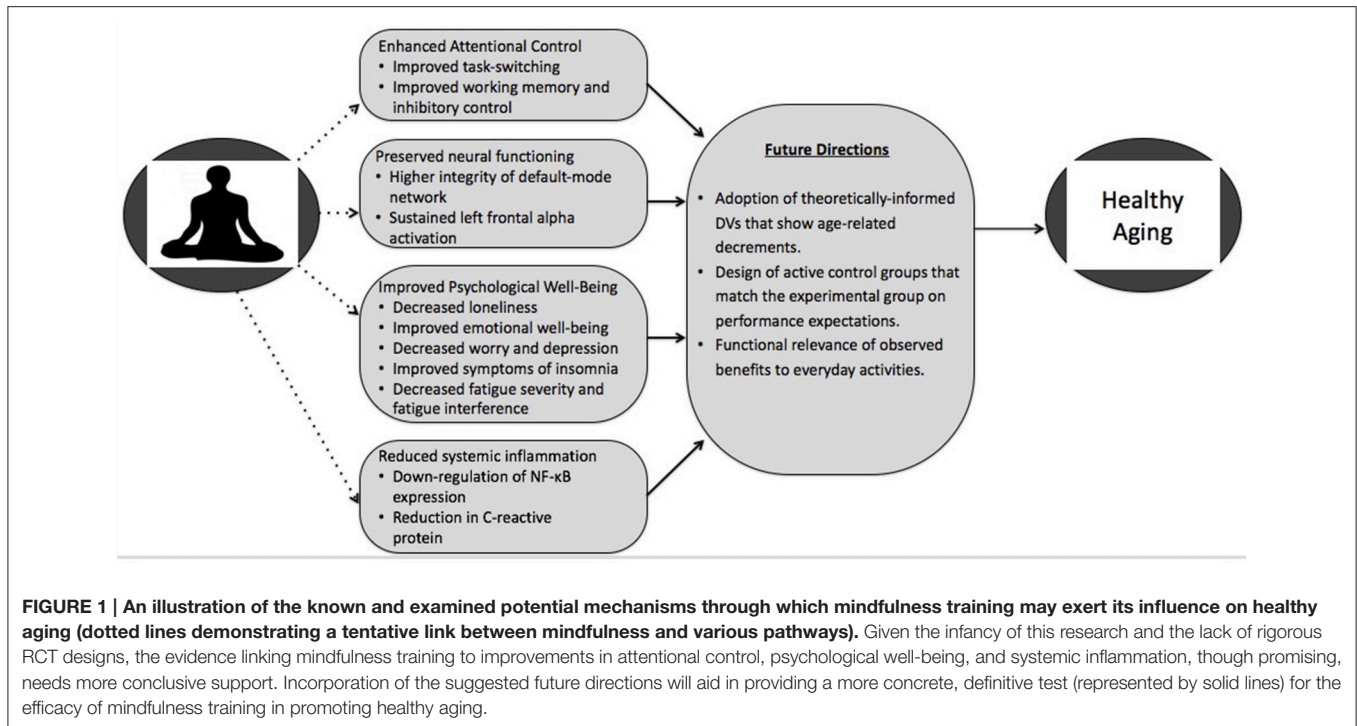 Enhanced Attentional Control
• Improved task-switching
• Improved working memory and
inhibitory control
Preserved neural functioning
• Higher integrity of default-mode
network
• Sustained left frontal alpha
activation
Improved Psychological Well-Being
• Decreased loneliness
• Improved emotional well-being
• Decreased worry and depression
• Improved symptoms of insomnia
• Decreased fatigue severity and
fatigue interference
Reduced systemic inflammation
• Down-regulation of NF-κB
expression
• Reduction in C-reactive
protein
Future Directions
• Adoption of theoretically-informed
DVs that show age-related
decrements.
• Design of active control groups that
match the experimental group on
performance expectations.
• Functional relevance of observed
benefits to everyday activities.
Healthy
Aging
FIGURE 1 | An illustration of the known and examined potential mechanisms through which mindfulness training may exert its influence on healthy
aging (dotted lines demonstrating a tentative link between mindfulness and various pathways). Given the infancy of this research and the lack of rigorous
RCT designs, the evidence linking mindfulness training to improvements in attentional control, psychological well-being, and systemic inflammation, though promising,
needs more conclusive support. Incorporation of the suggested future directions will aid in providing a more concrete, definitive test (represented by solid lines) for the
efficacy of mindfulness training in promoting healthy aging.